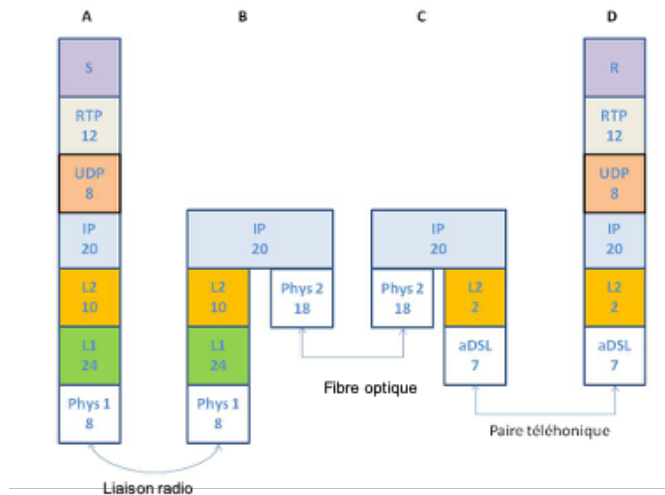 A B C D
S
RTP
12
UDP
8
IP
20
L2
10
L1
24
Phys 1
8
IP
20
L2
10
Phys 2
18
L1
24
Phys 1
8
IP
20
Phys 2
18
L2
2
aDSL
7
R
RTP
12
UDP
8
IP
20
L2
2
aDSL
7
Fibre optique
Paire téléhonique
Liaison radio